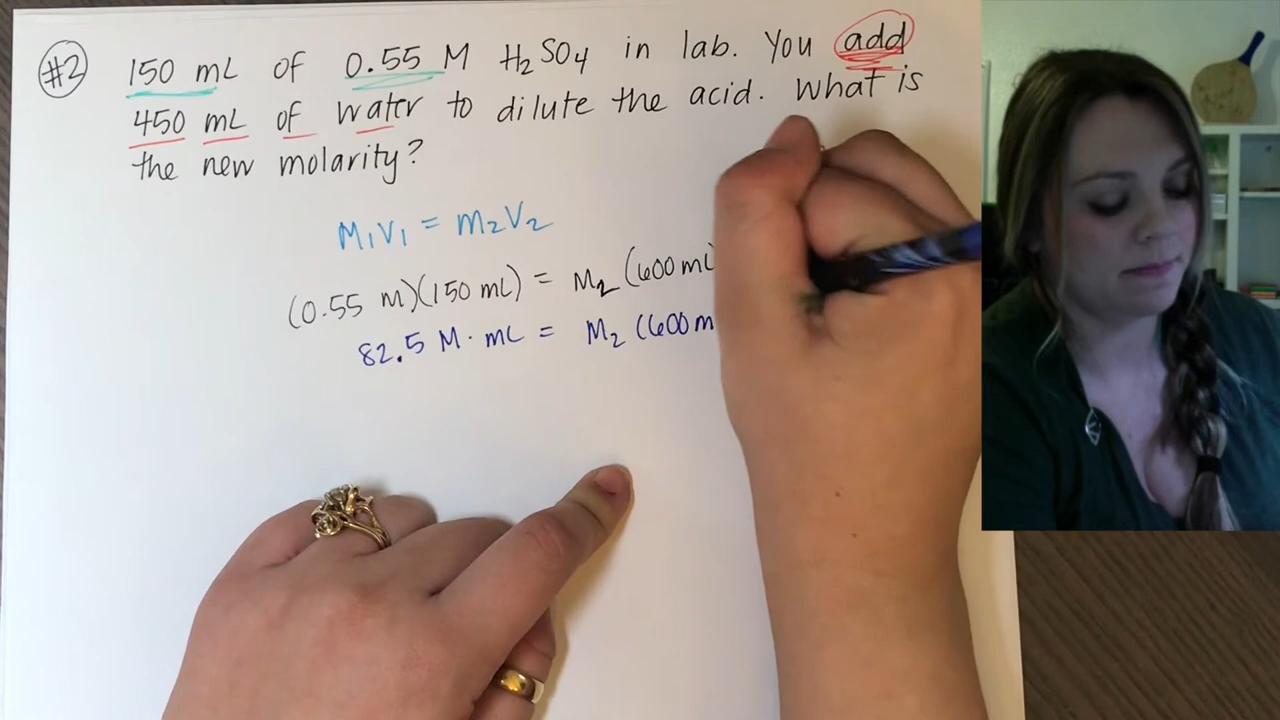 #2 150 mL of 0.55 M H₂SO₄ in lab. You add
450 mL of water to dilute the acid. What is
the new molarity?
M₁V₁ = M₂V₂
(0.55 M)(150 mL) = M₂ (600 mL)
82.5 M · mL = M₂ (600 m